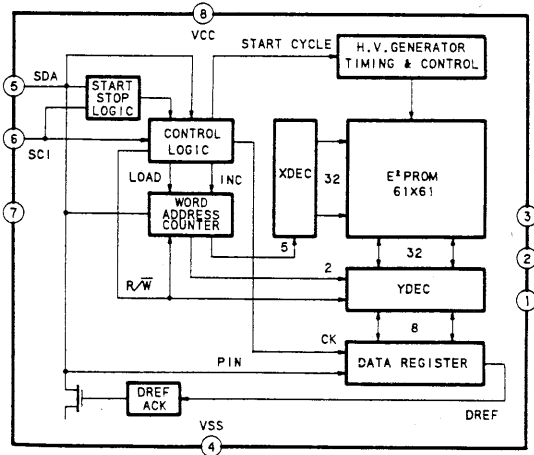 8
VCC
START CYCLE
H.V.GENERATOR
TIMING & CONTROL
5
SDA
START
STOP
LOGIC
6
SCI
CONTROL
LOGIC
XDEC
32
E²PROM
61X61
LOAD
INC
7
WORD
ADDRESS
COUNTER
3
5
32
2
2
R/W̅
YDEC
1
8
CK
PIN
DATA REGISTER
DREF
ACK
VSS
DREF
4